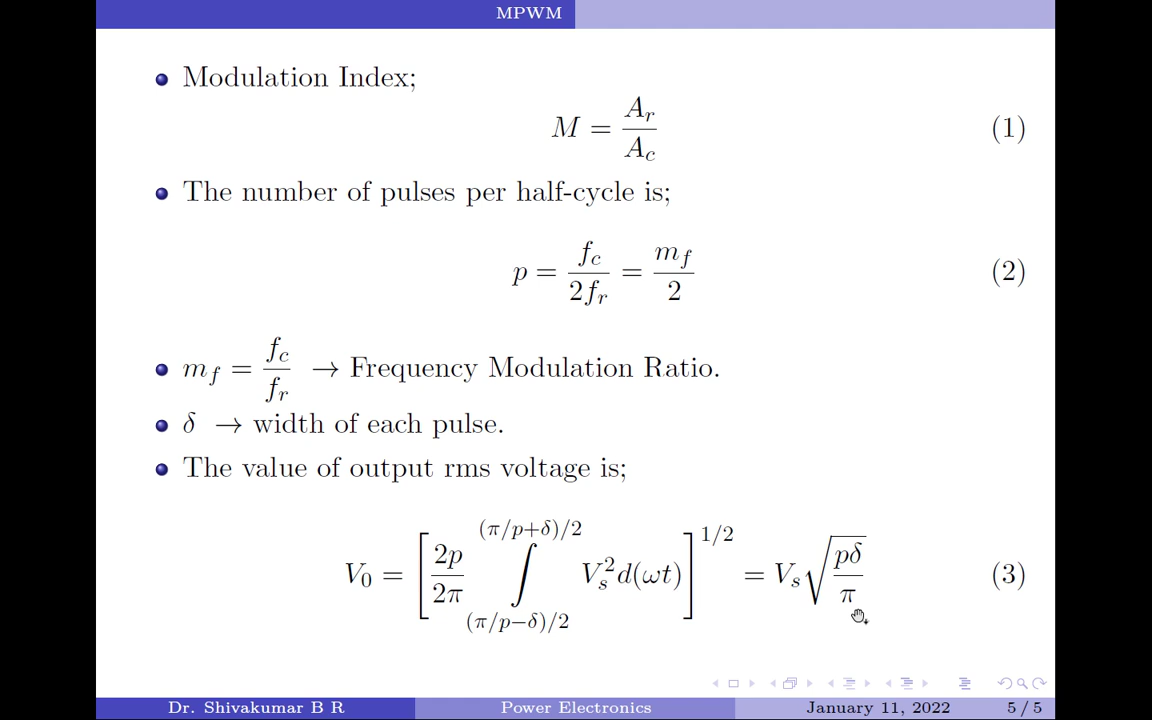 MPWM
Modulation Index;
M = A_r / A_c (1)
The number of pulses per half-cycle is;
p = f_c / 2f_r = m_f / 2 (2)
m_f = f_c / f_r → Frequency Modulation Ratio.
δ → width of each pulse.
The value of output rms voltage is;
V_0 = [ 2p / 2π ∫_{(π/p−δ)/2}^{(π/p+δ)/2} V_s^2 d(ωt) ]^{1/2} = V_s √(pδ / π) (3)
Dr. Shivakumar B R Power Electronics January 11, 2022 5 / 5